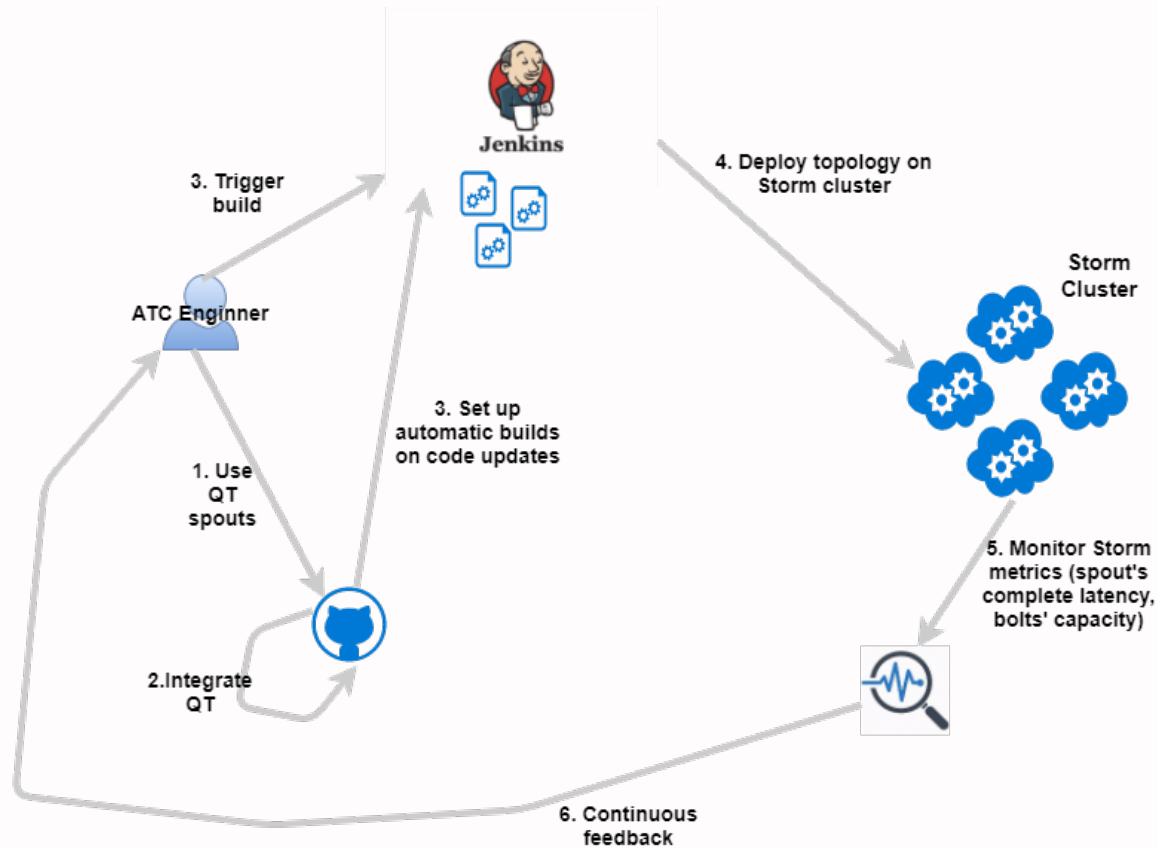 Jenkins
3. Trigger
build
4. Deploy topology on
Storm cluster
Storm
Cluster
ATC Enginner
3. Set up
automatic builds
on code updates
1. Use
QT
spouts
5. Monitor Storm
metrics (spout's
complete latency,
bolts' capacity)
2.Integrate
QT
6. Continuous
feedback